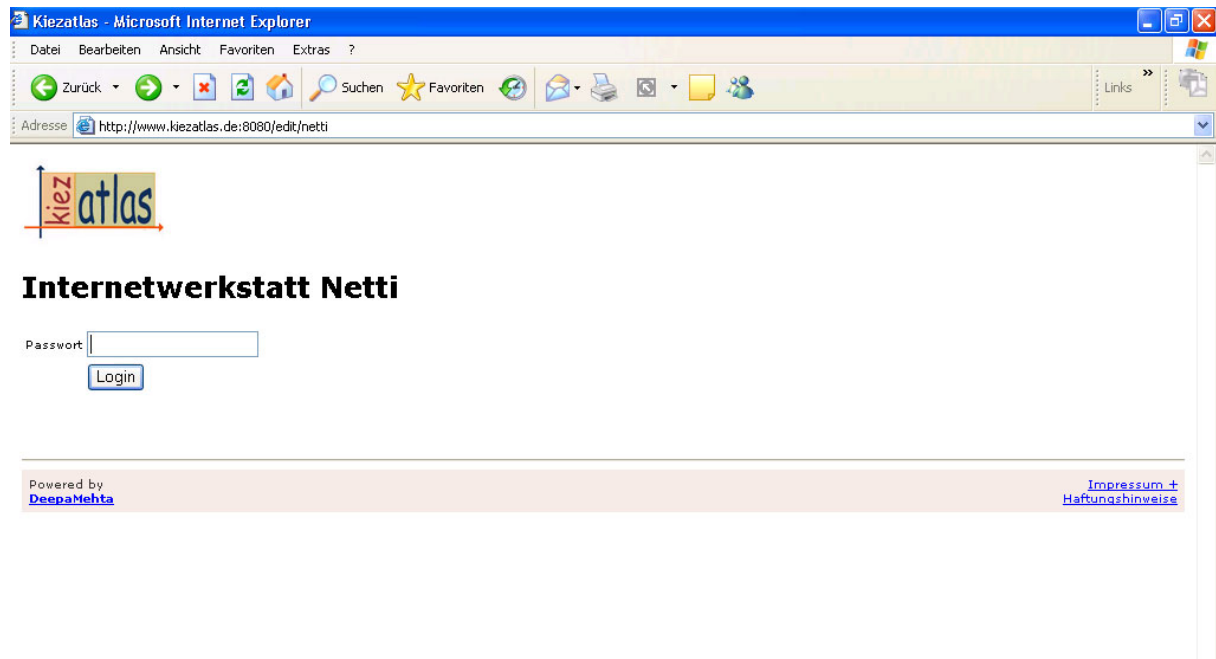 Kiezatlas - Microsoft Internet Explorer
Datei Bearbeiten Ansicht Favoriten Extras ?
Zurück Suchen Favoriten Links »
Adresse http://www.kiezatlas.de:8080/edit/netti
kiez atlas
Internetwerkstatt Netti
Passwort
Login
Powered by
DeepaMehta
Impressum +
Haftungshinweise